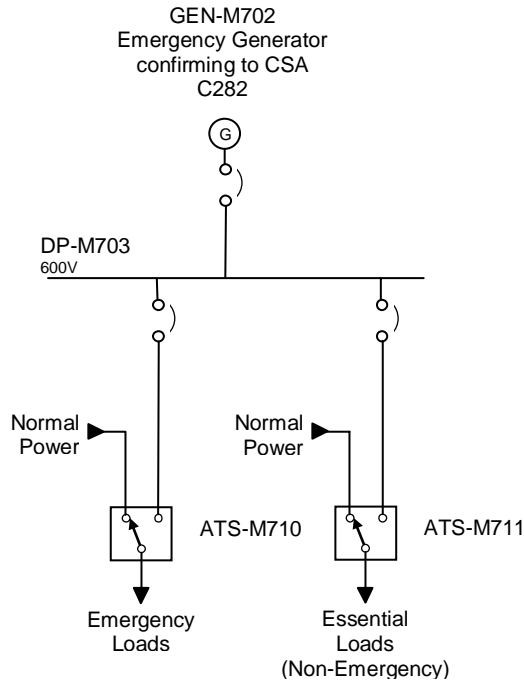 GEN-M702
Emergency Generator
confirming to CSA
C282
G
DP-M703
600V
Normal
Power
Normal
Power
ATS-M710
ATS-M711
Emergency
Loads
Essential
Loads
(Non-Emergency)